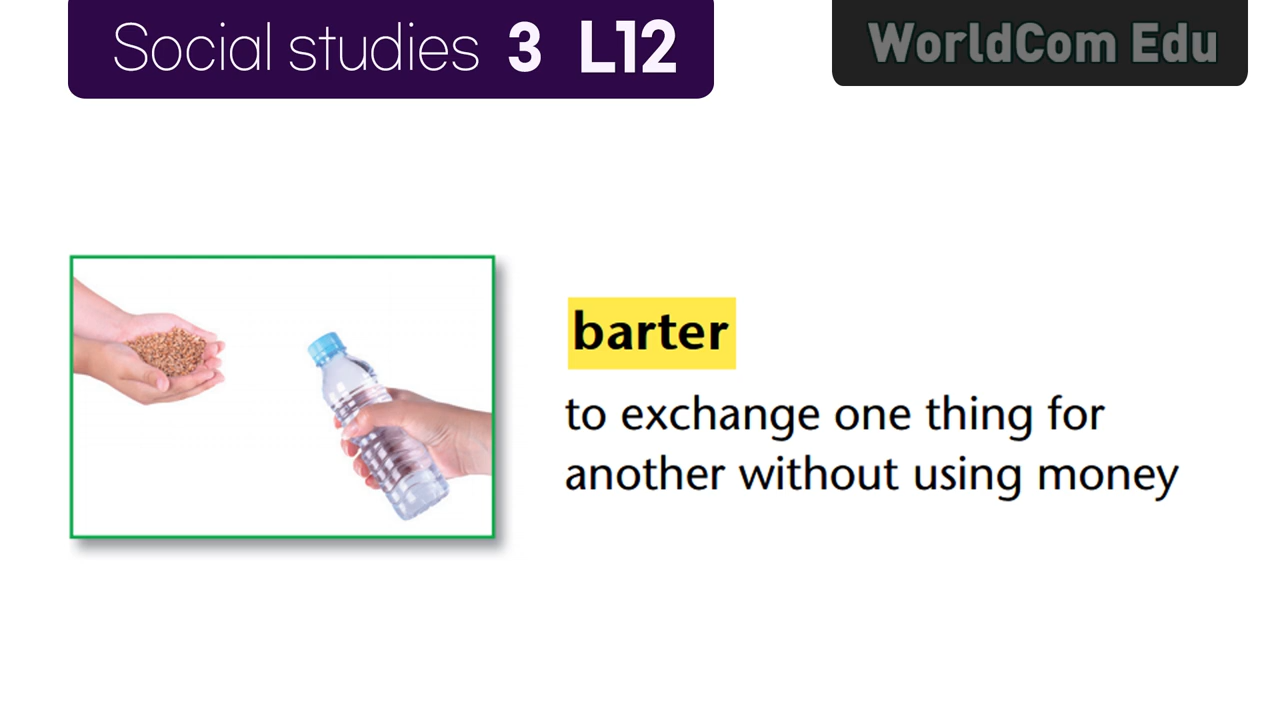 Social studies 3 L12
WorldCom Edu
barter
to exchange one thing for
another without using money